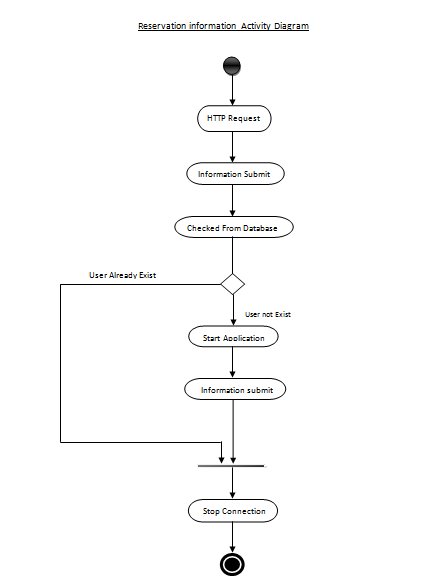 Reservation information Activity Diagram
HTTP Request
Information Submit
Checked From Database
User Already Exist
User not Exist
Start Application
Information submit
Stop Connection